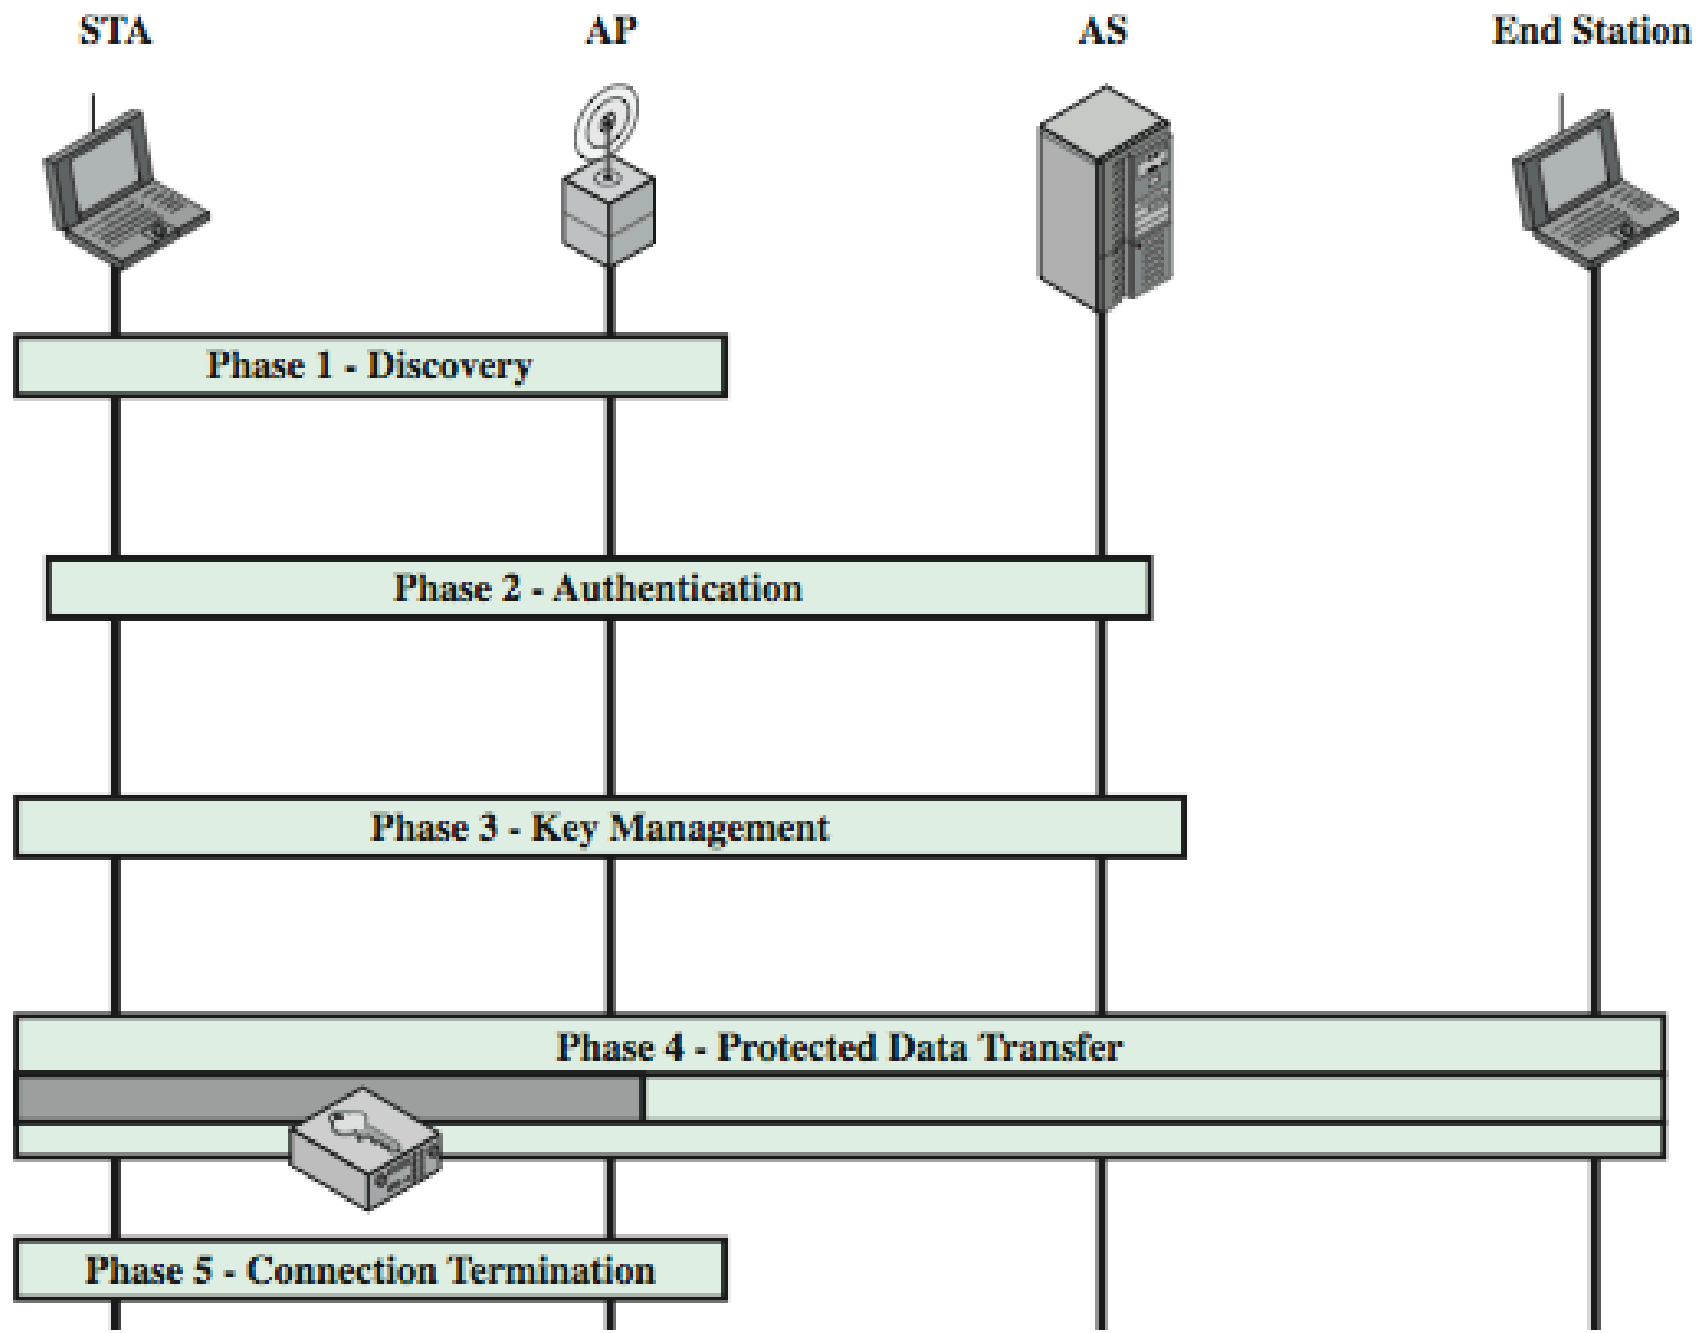 STA
AP
AS
End Station
Phase 1 - Discovery
Phase 2 - Authentication
Phase 3 - Key Management
Phase 4 - Protected Data Transfer
Phase 5 - Connection Termination